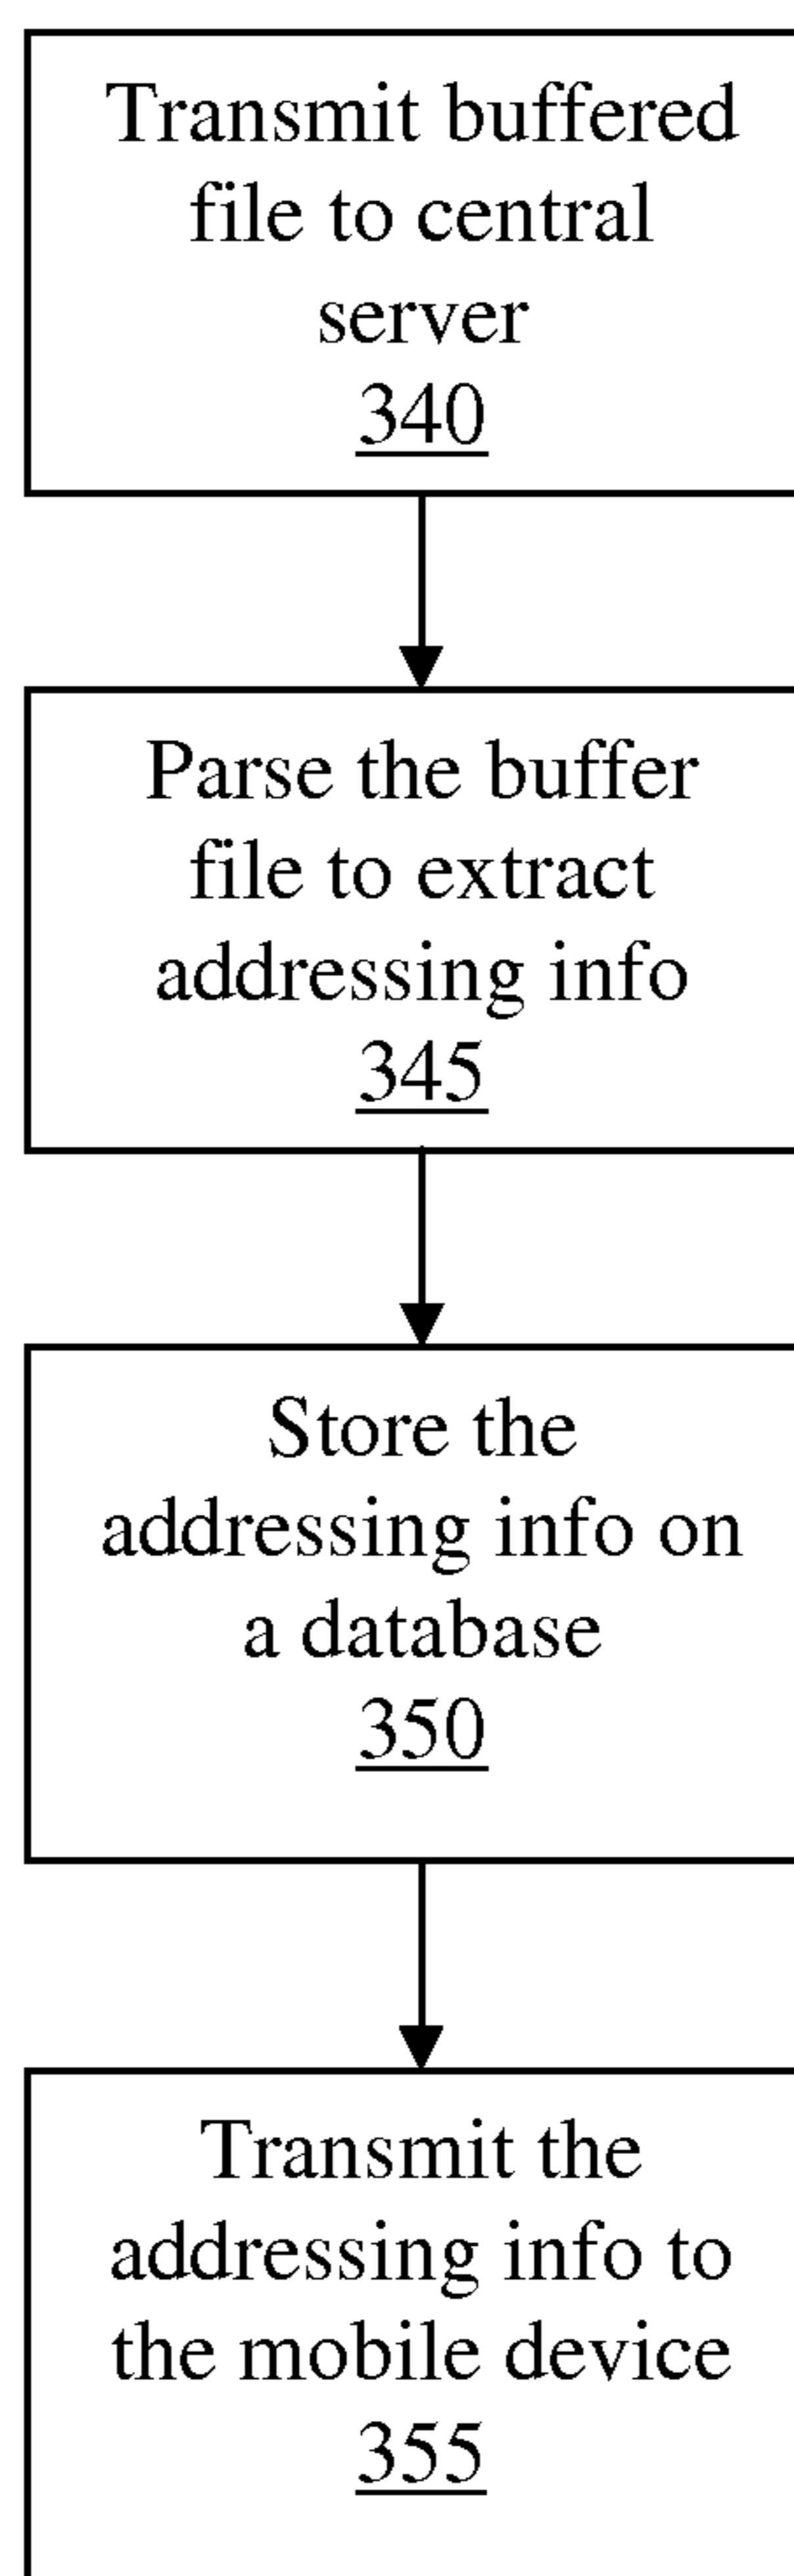 Transmit buffered
file to central
server
340
Parse the buffer
file to extract
addressing info
345
Store the
addressing info on
a database
350
Transmit the
addressing info to
the mobile device
355